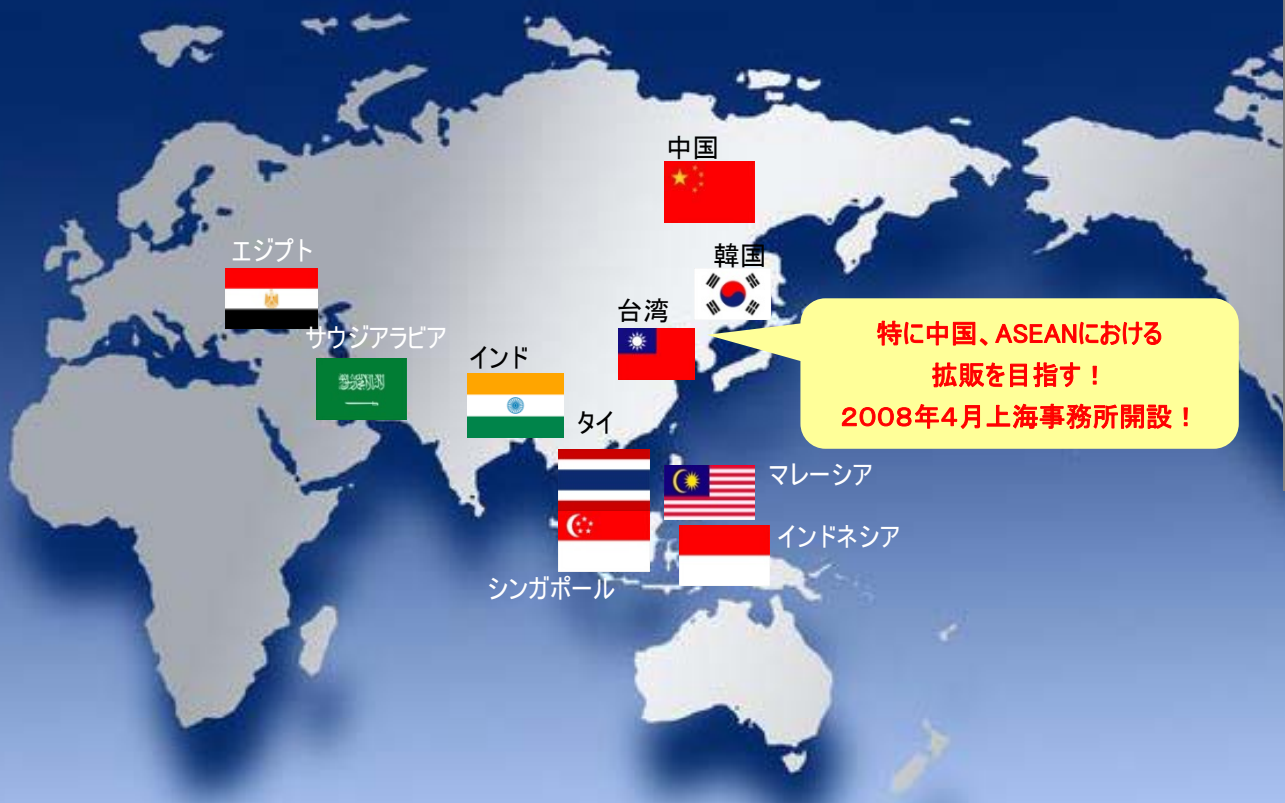 中国
韓国
エジプト
台湾
サウジアラビア
インド
タイ
マレーシア
インドネシア
シンガポール
特に中国、ASEANにおける
拡販を目指す！
2008年4月上海事務所開設！